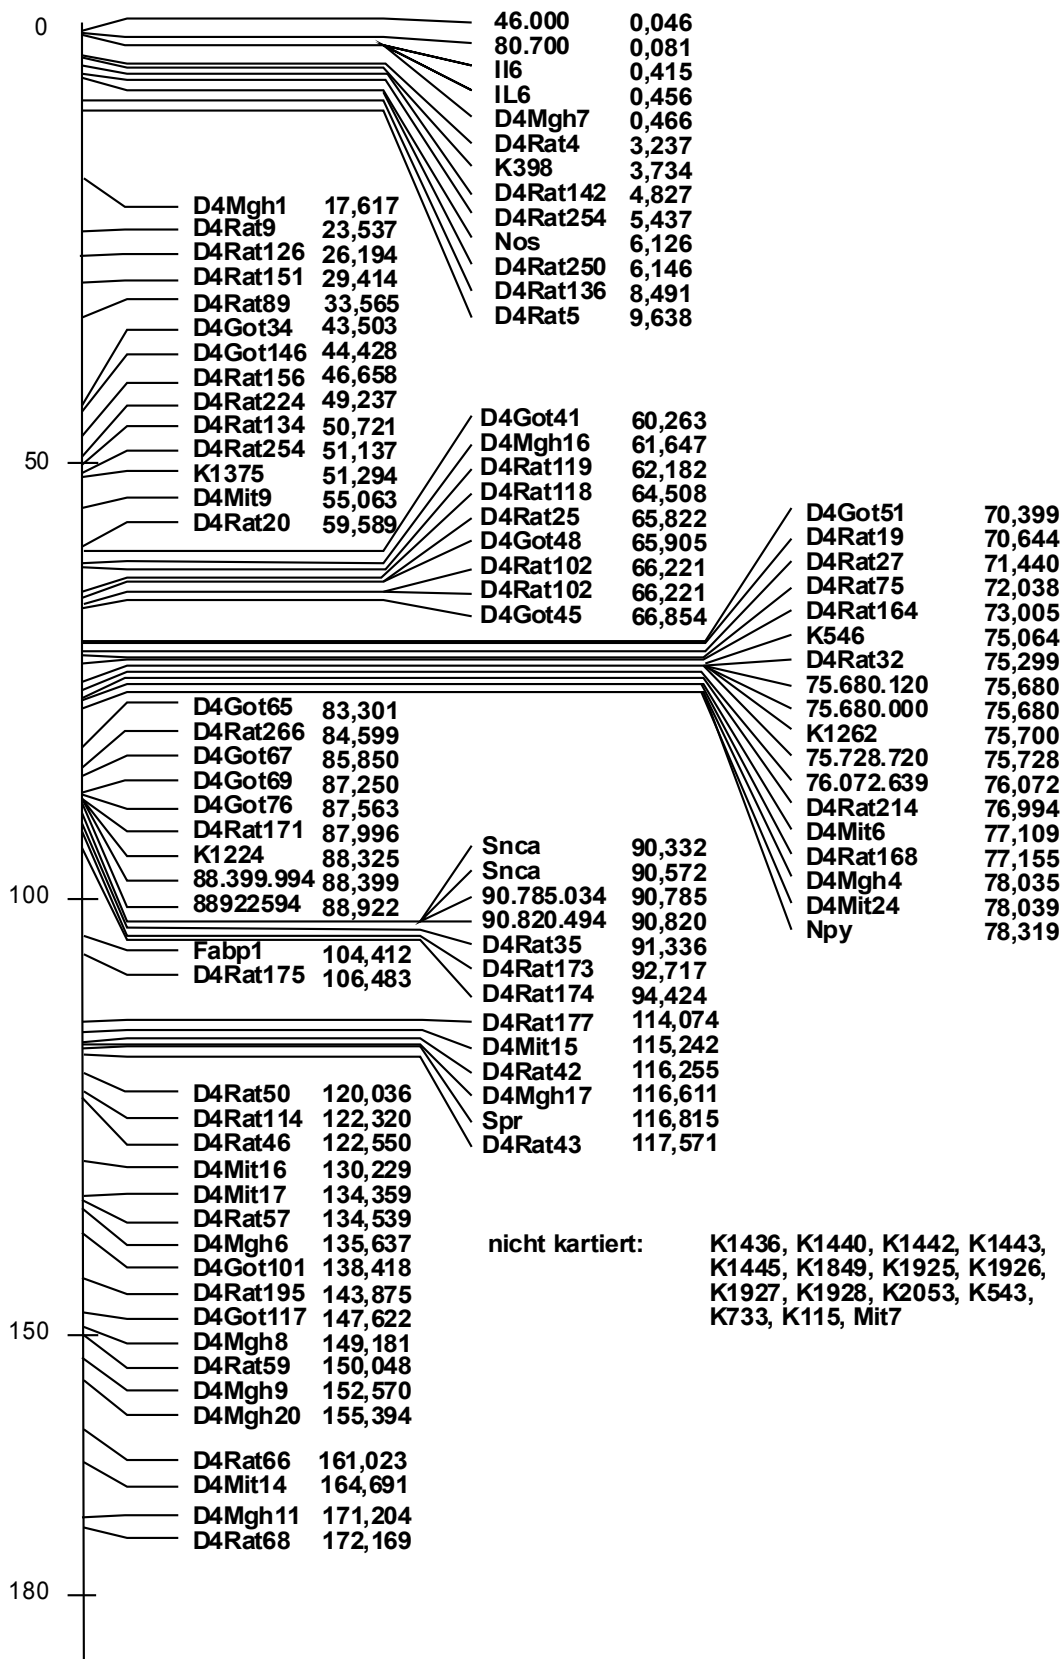 0
46.000 0,046
80.700 0,081
Il6 0,415
IL6 0,456
D4Mgh7 0,466
D4Rat4 3,237
K398 3,734
D4Rat142 4,827
D4Rat254 5,437
Nos 6,126
D4Rat250 6,146
D4Rat136 8,491
D4Rat5 9,638
D4Mgh1 17,617
D4Rat9 23,537
D4Rat126 26,194
D4Rat151 29,414
D4Rat89 33,565
D4Got34 43,503
D4Got146 44,428
D4Rat156 46,658
D4Rat224 49,237
D4Rat134 50,721
D4Rat254 51,137
K1375 51,294
D4Mit9 55,063
D4Rat20 59,589
50
D4Got41 60,263
D4Mgh16 61,647
D4Rat119 62,182
D4Rat118 64,508
D4Rat25 65,822
D4Got48 65,905
D4Rat102 66,221
D4Rat102 66,221
D4Got45 66,854
D4Got51 70,399
D4Rat19 70,644
D4Rat27 71,440
D4Rat75 72,038
D4Rat164 73,005
K546 75,064
D4Rat32 75,299
75.680.120 75,680
75.680.000 75,680
K1262 75,700
75.728.720 75,728
76.072.639 76,072
D4Rat214 76,994
D4Mit6 77,109
D4Rat168 77,155
D4Mgh4 78,035
D4Mit24 78,039
Npy 78,319
D4Got65 83,301
D4Rat266 84,599
D4Got67 85,850
D4Got69 87,250
D4Got76 87,563
D4Rat171 87,996
K1224 88,325
88.399.994 88,399
88922594 88,922
100
Snca 90,332
Snca 90,572
90.785.034 90,785
90.820.494 90,820
D4Rat35 91,336
D4Rat173 92,717
D4Rat174 94,424
Fabp1 104,412
D4Rat175 106,483
D4Rat177 114,074
D4Mit15 115,242
D4Rat42 116,255
D4Mgh17 116,611
Spr 116,815
D4Rat43 117,571
D4Rat50 120,036
D4Rat114 122,320
D4Rat46 122,550
D4Mit16 130,229
D4Mit17 134,359
D4Rat57 134,539
D4Mgh6 135,637
D4Got101 138,418
D4Rat195 143,875
D4Got117 147,622
D4Mgh8 149,181
D4Rat59 150,048
D4Mgh9 152,570
D4Mgh20 155,394
150
nicht kartiert: K1436, K1440, K1442, K1443,
K1445, K1849, K1925, K1926,
K1927, K1928, K2053, K543,
K733, K115, Mit7
D4Rat66 161,023
D4Mit14 164,691
D4Mgh11 171,204
D4Rat68 172,169
180